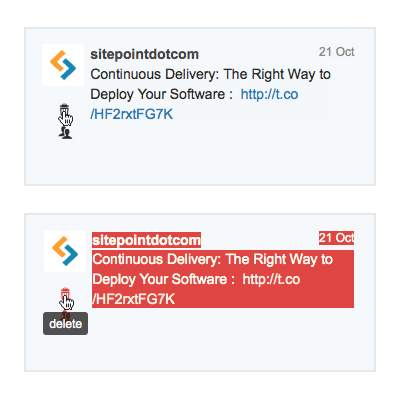 sitepointdotcom 21 Oct
Continuous Delivery: The Right Way to
Deploy Your Software : http://t.co
/HF2rxtFG7K
sitepointdotcom 21 Oct
Continuous Delivery: The Right Way to
Deploy Your Software : http://t.co
/HF2rxtFG7K
delete